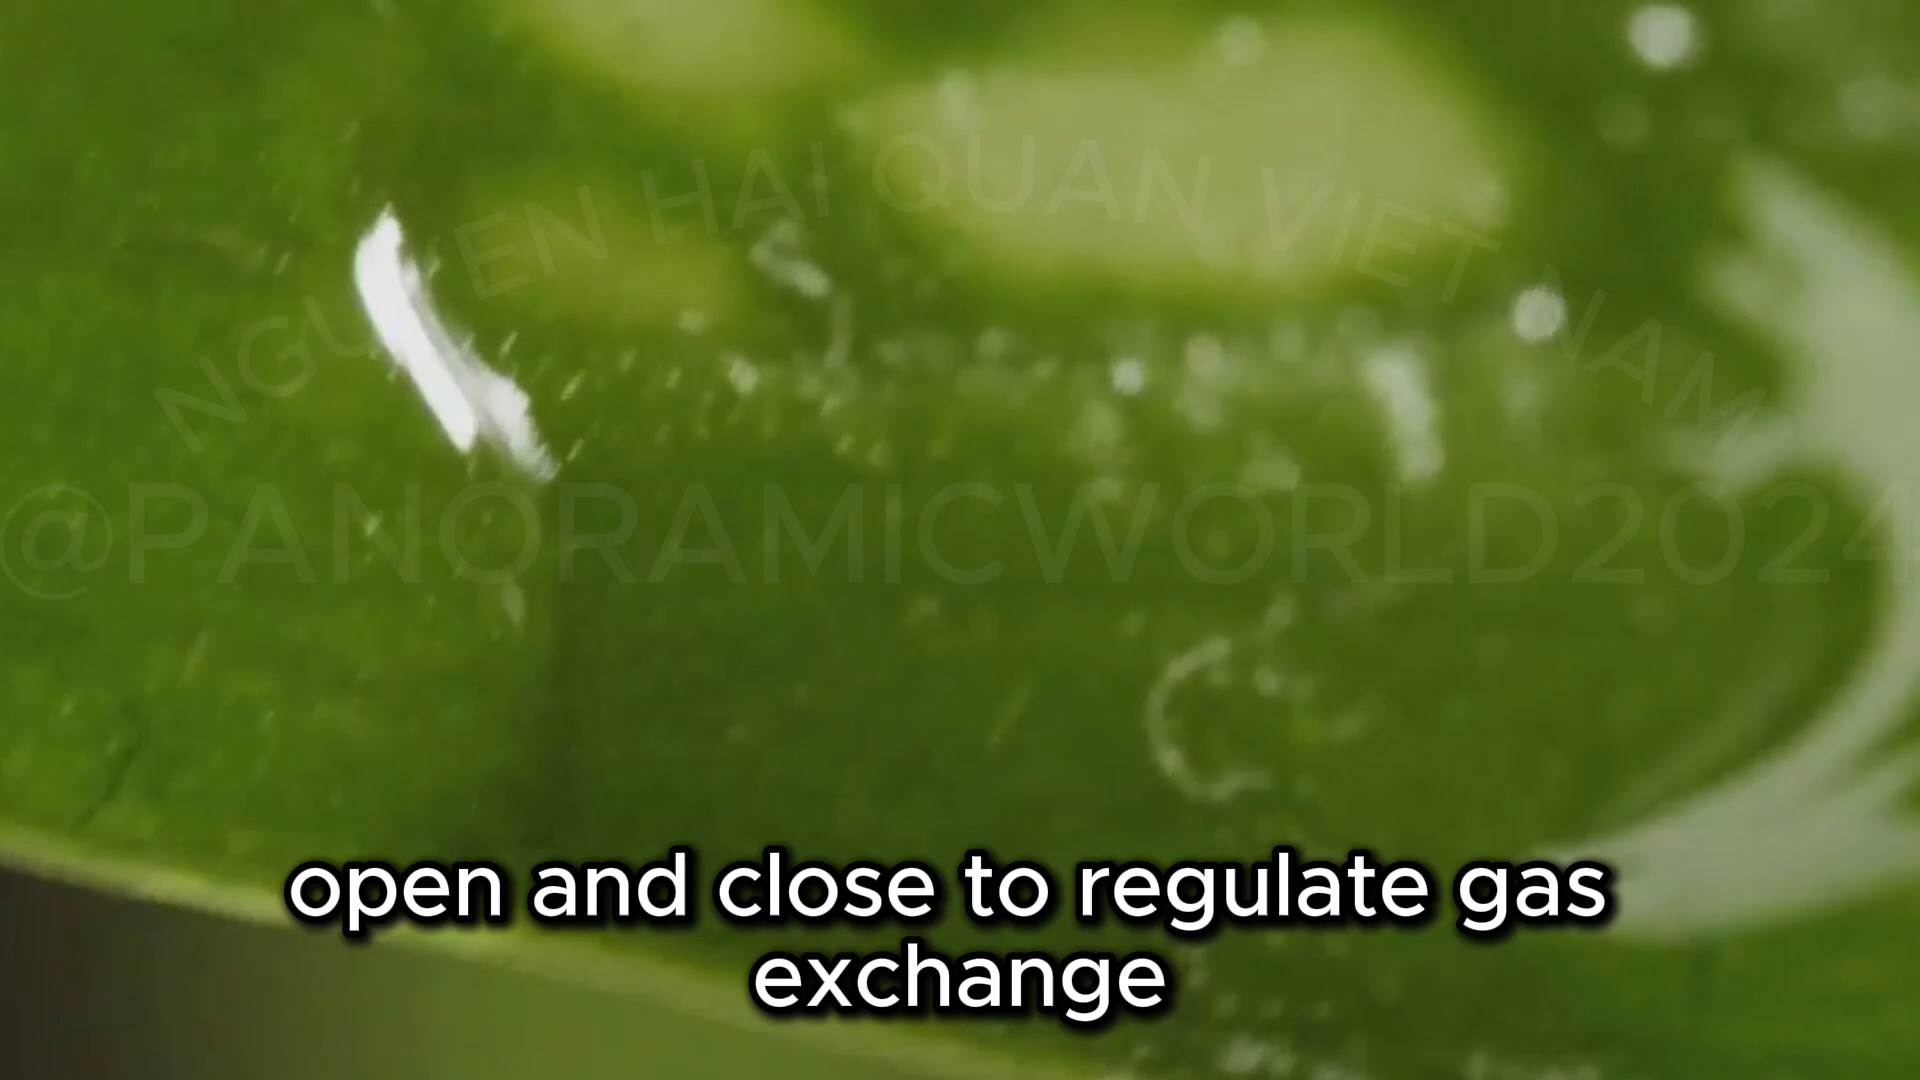 NGUYEN HAI QUAN VIET NAM
@PANORAMICWORLD2024
open and close to regulate gas
exchange